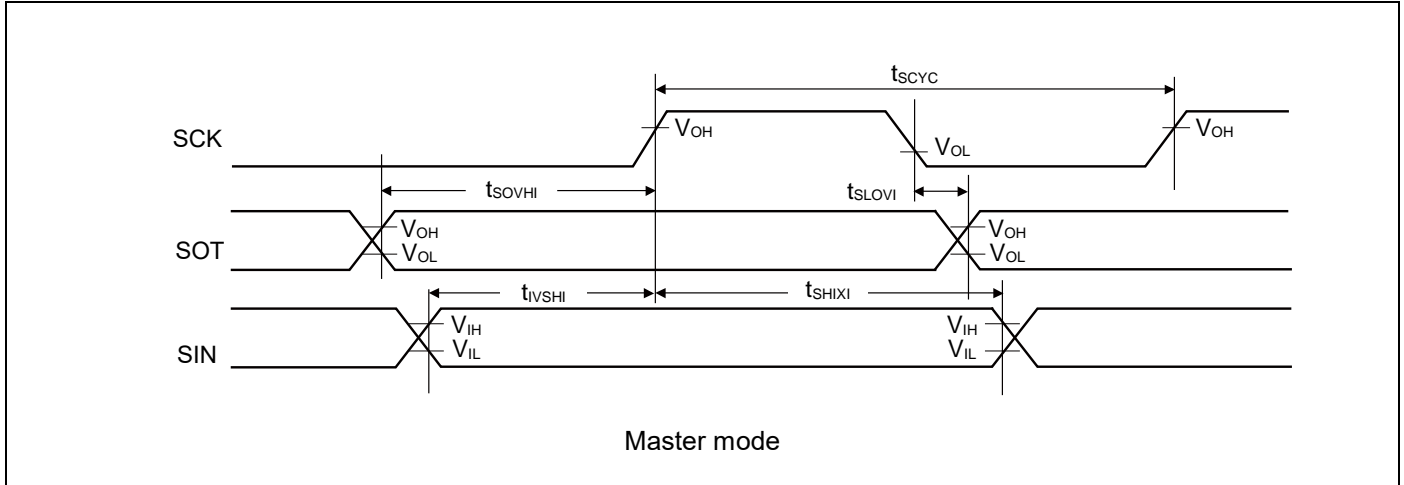 tSCYC
SCK
VOH
VOL
VOH
tSOVHI
tSLOVI
SOT
VOH
VOL
VOH
VOL
tIVSHI
tSHIXI
SIN
VIH
VIL
VIH
VIL
Master mode